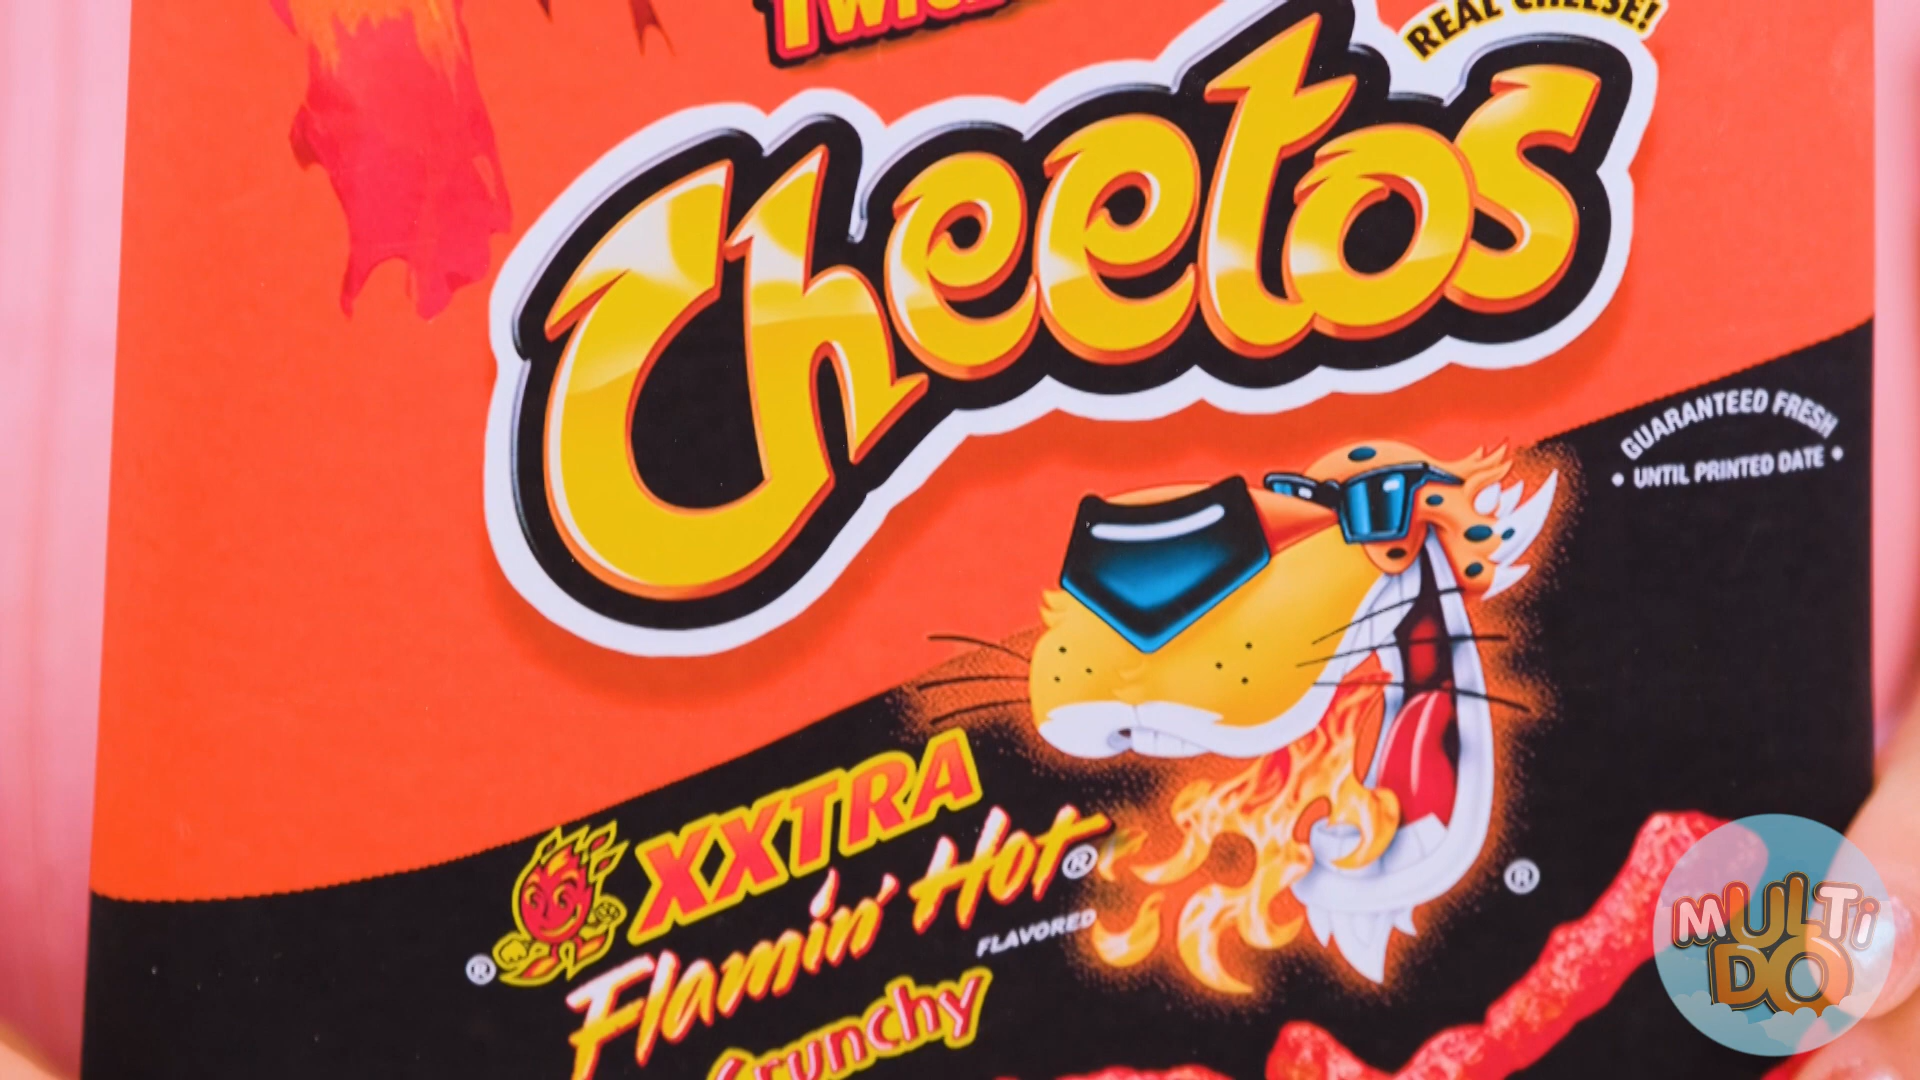 REAL CHEESE!
Cheetos
GUARANTEED FRESH
• UNTIL PRINTED DATE •
XXTRA
Flamin' Hot®
FLAVORED
®
®
Crunchy
MULTi
DO